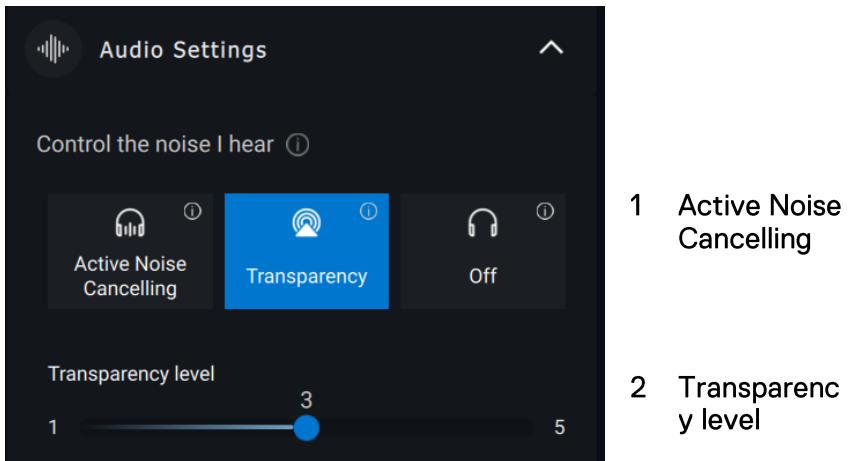 Audio Settings
Control the noise I hear
Active Noise
Cancelling
Transparency
Off
Transparency level
3
1
5
1 Active Noise
Cancelling
2 Transparenc
y level